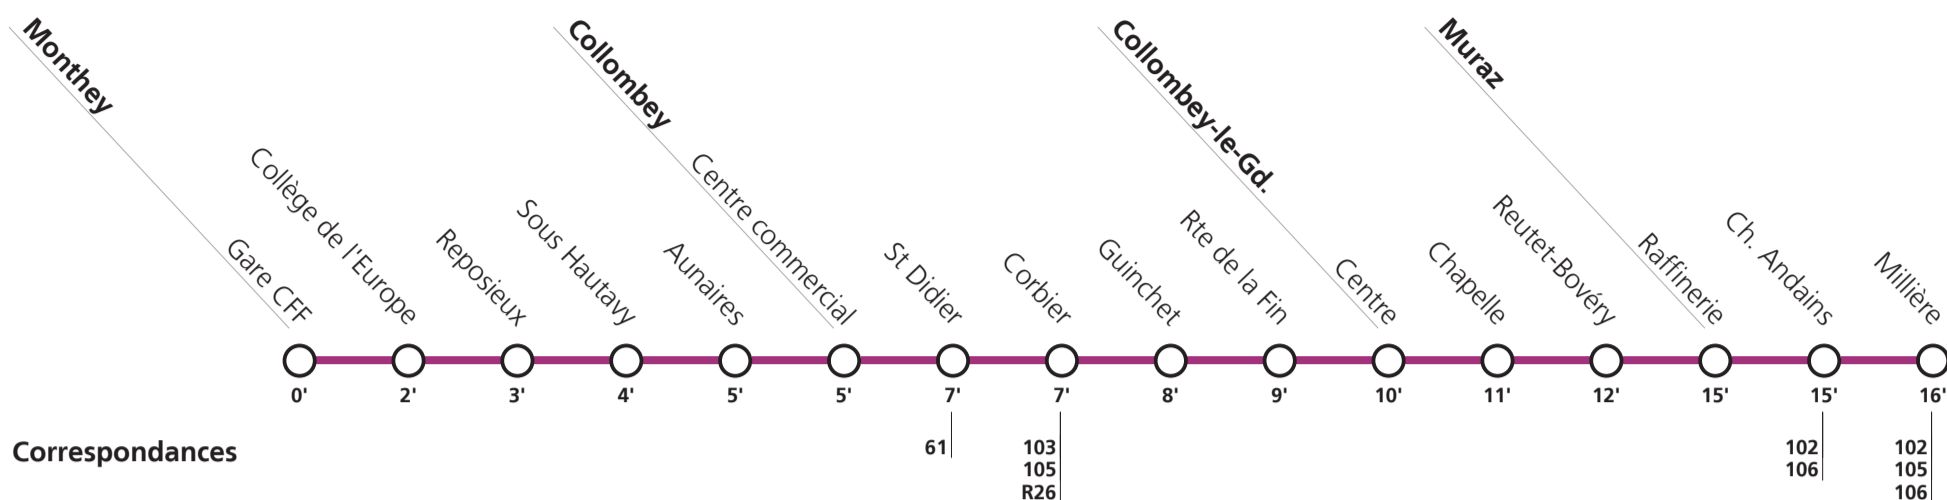 Monthey
Gare CFF
Collège de l'Europe
Reposieux
Sous Hautavy
Aunaires
Collombey
Centre commercial
St Didier
Corbier
Guinchet
Rte de la Fin
Collombey-le-Gd.
Centre
Chapelle
Reutet-Bovéry
Muraz
Raffinerie
Ch. Andains
Millière
0' 2' 3' 4' 5' 5' 7' 7' 8' 9' 10' 11' 12' 15' 15' 16'
Correspondances
61
103
105
R26
102
106
102
105
106